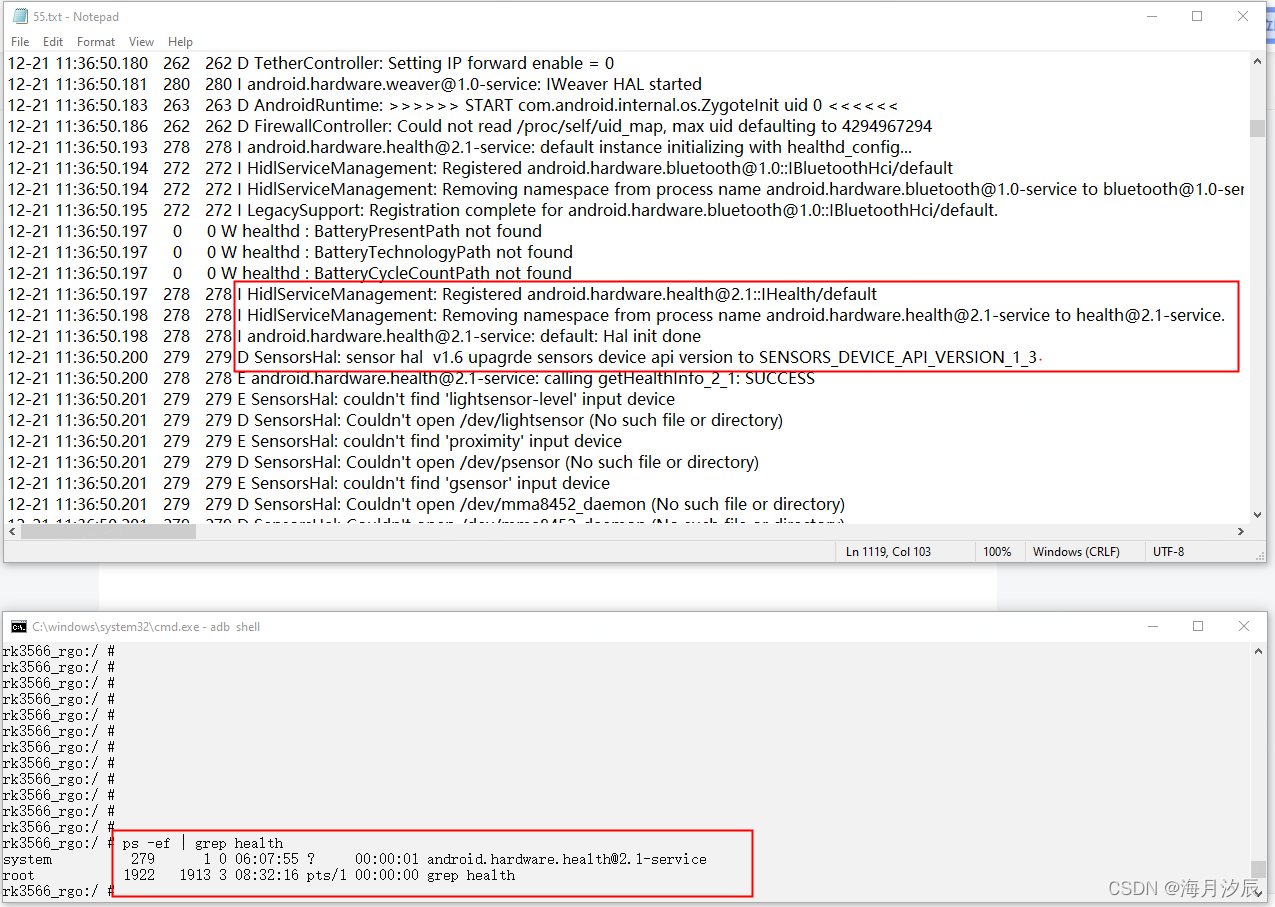 55.txt - Notepad
File Edit Format View Help
12-21 11:36:50.180 262 262 D TetherController: Setting IP forward enable = 0
12-21 11:36:50.181 280 280 I android.hardware.weaver@1.0-service: IWeaver HAL started
12-21 11:36:50.183 263 263 D AndroidRuntime: >>>>>> START com.android.internal.os.ZygoteInit uid 0 <<<<<<
12-21 11:36:50.186 262 262 D FirewallController: Could not read /proc/self/uid_map, max uid defaulting to 4294967294
12-21 11:36:50.193 278 278 I android.hardware.health@2.1-service: default instance initializing with healthd_config...
12-21 11:36:50.194 272 272 I HidlServiceManagement: Registered android.hardware.bluetooth@1.0::IBluetoothHci/default
12-21 11:36:50.194 272 272 I HidlServiceManagement: Removing namespace from process name android.hardware.bluetooth@1.0-service to bluetooth@1.0-ser
12-21 11:36:50.195 272 272 I LegacySupport: Registration complete for android.hardware.bluetooth@1.0::IBluetoothHci/default.
12-21 11:36:50.197 0 0 W healthd : BatteryPresentPath not found
12-21 11:36:50.197 0 0 W healthd : BatteryTechnologyPath not found
12-21 11:36:50.197 0 0 W healthd : BatteryCycleCountPath not found
12-21 11:36:50.197 278 278 I HidlServiceManagement: Registered android.hardware.health@2.1::IHealth/default
12-21 11:36:50.198 278 278 I HidlServiceManagement: Removing namespace from process name android.hardware.health@2.1-service to health@2.1-service.
12-21 11:36:50.198 278 278 I android.hardware.health@2.1-service: default: Hal init done
12-21 11:36:50.200 279 279 D SensorsHal: sensor hal v1.6 upagrde sensors device api version to SENSORS_DEVICE_API_VERSION_1_3
12-21 11:36:50.200 278 278 E android.hardware.health@2.1-service: calling getHealthInfo_2_1: SUCCESS
12-21 11:36:50.201 279 279 E SensorsHal: couldn't find 'lightsensor-level' input device
12-21 11:36:50.201 279 279 D SensorsHal: Couldn't open /dev/lightsensor (No such file or directory)
12-21 11:36:50.201 279 279 E SensorsHal: couldn't find 'proximity' input device
12-21 11:36:50.201 279 279 D SensorsHal: Couldn't open /dev/psensor (No such file or directory)
12-21 11:36:50.201 279 279 E SensorsHal: couldn't find 'gsensor' input device
12-21 11:36:50.201 279 279 D SensorsHal: Couldn't open /dev/mma8452_daemon (No such file or directory)
12-21 11:36:50.201 279 279 D SensorsHal: Couldn't open /dev/mma8452_daemon (No such file or directory)
Ln 1119, Col 103 100% Windows (CRLF) UTF-8
C:\windows\system32\cmd.exe - adb shell
rk3566_rgo:/ #
rk3566_rgo:/ #
rk3566_rgo:/ #
rk3566_rgo:/ #
rk3566_rgo:/ #
rk3566_rgo:/ #
rk3566_rgo:/ #
rk3566_rgo:/ #
rk3566_rgo:/ #
rk3566_rgo:/ #
rk3566_rgo:/ #
rk3566_rgo:/ #
rk3566_rgo:/ # ps -ef | grep health
system 279 1 0 06:07:55 ? 00:00:01 android.hardware.health@2.1-service
root 1922 1913 3 08:32:16 pts/1 00:00:00 grep health
rk3566_rgo:/ #
CSDN @海月汐辰